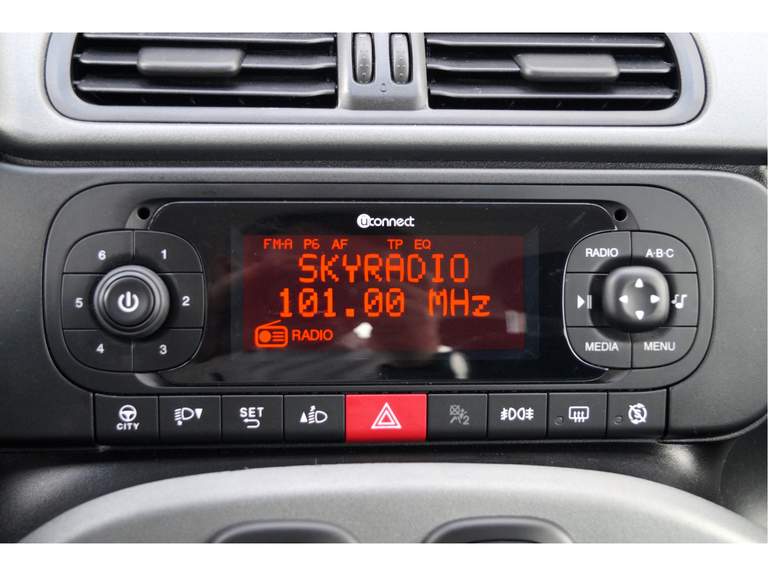 uconnect
FM-A P6 AF TP EQ
SKYRADIO
101.00 MHz
RADIO
6 1
5 2
4 3
RADIO A·B·C
MEDIA MENU
CITY
SET
2